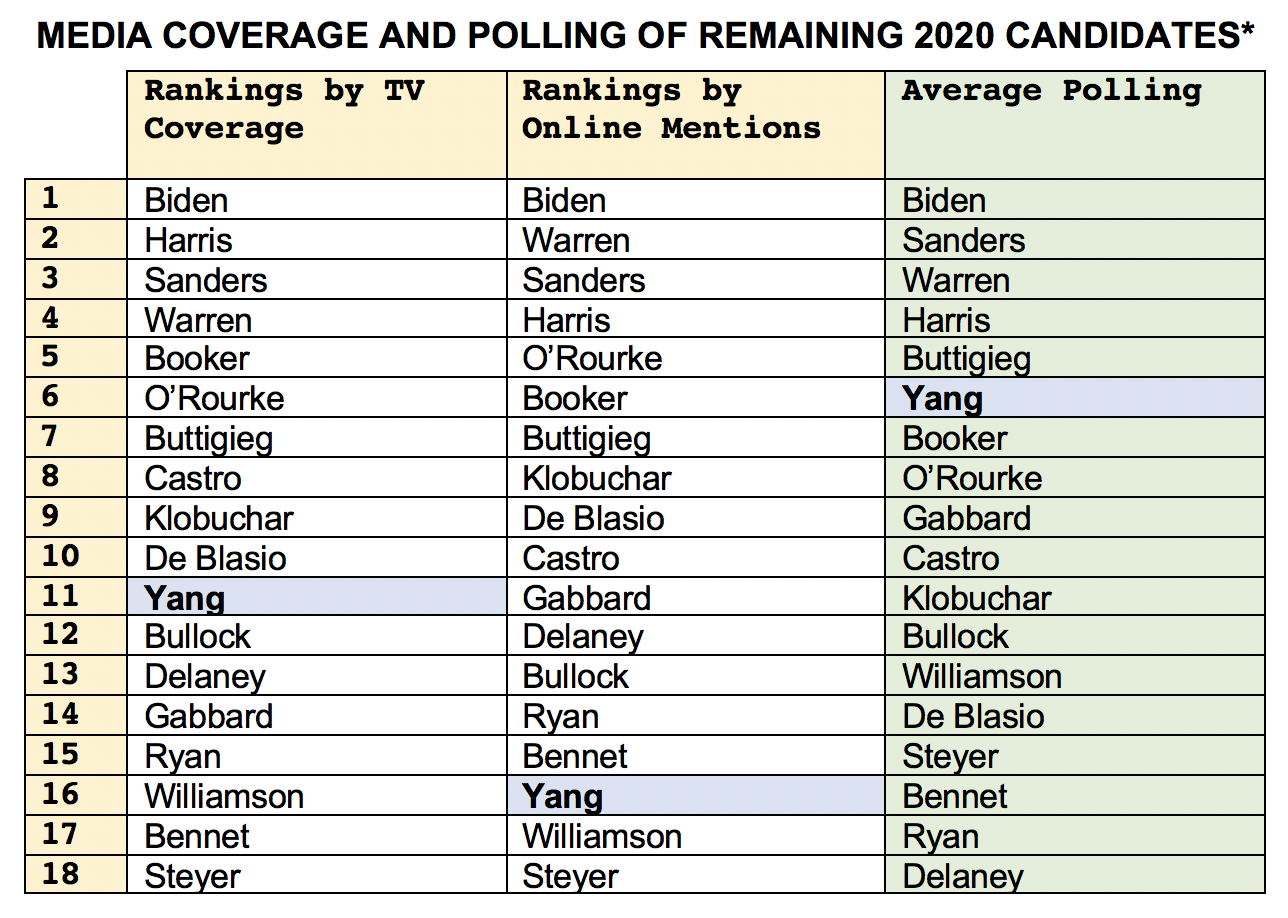 MEDIA COVERAGE AND POLLING OF REMAINING 2020 CANDIDATES*
Rankings by TV Coverage Rankings by Online Mentions Average Polling
1 Biden Biden Biden
2 Harris Warren Sanders
3 Sanders Sanders Warren
4 Warren Harris Harris
5 Booker O’Rourke Buttigieg
6 O’Rourke Booker Yang
7 Buttigieg Buttigieg Booker
8 Castro Klobuchar O’Rourke
9 Klobuchar De Blasio Gabbard
10 De Blasio Castro Castro
11 Yang Gabbard Klobuchar
12 Bullock Delaney Bullock
13 Delaney Bullock Williamson
14 Gabbard Ryan De Blasio
15 Ryan Bennet Steyer
16 Williamson Yang Bennet
17 Bennet Williamson Ryan
18 Steyer Steyer Delaney